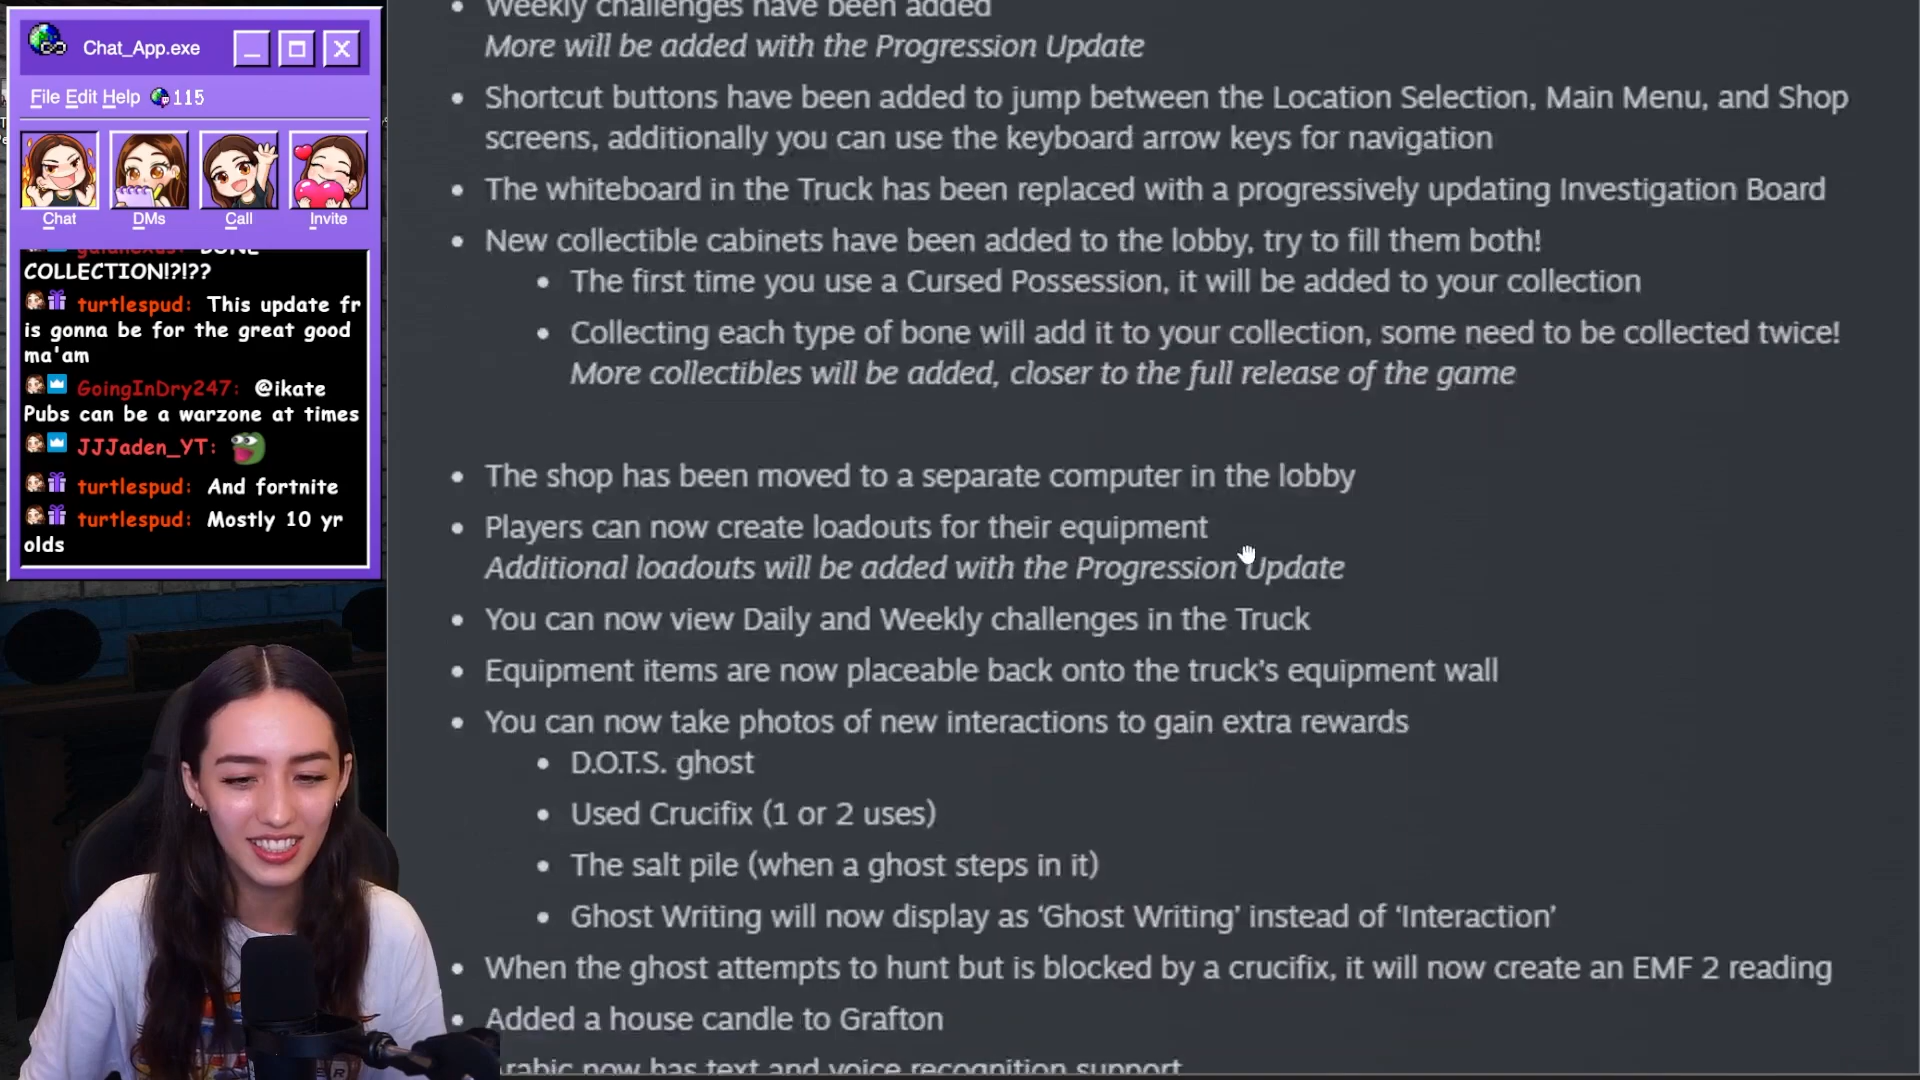 Chat_App.exe
File Edit Help 115
Chat DMs Call Invite
COLLECTION!?!??
turtlespud: This update fr
is gonna be for the great good
ma'am
GoingInDry247: @ikate
Pubs can be a warzone at times
JJJaden_YT:
turtlespud: And fortnite
turtlespud: Mostly 10 yr
olds
Weekly challenges have been added
More will be added with the Progression Update
Shortcut buttons have been added to jump between the Location Selection, Main Menu, and Shop
screens, additionally you can use the keyboard arrow keys for navigation
The whiteboard in the Truck has been replaced with a progressively updating Investigation Board
New collectible cabinets have been added to the lobby, try to fill them both!
The first time you use a Cursed Possession, it will be added to your collection
Collecting each type of bone will add it to your collection, some need to be collected twice!
More collectibles will be added, closer to the full release of the game
The shop has been moved to a separate computer in the lobby
Players can now create loadouts for their equipment
Additional loadouts will be added with the Progression Update
You can now view Daily and Weekly challenges in the Truck
Equipment items are now placeable back onto the truck's equipment wall
You can now take photos of new interactions to gain extra rewards
D.O.T.S. ghost
Used Crucifix (1 or 2 uses)
The salt pile (when a ghost steps in it)
Ghost Writing will now display as ‘Ghost Writing’ instead of ‘Interaction’
When the ghost attempts to hunt but is blocked by a crucifix, it will now create an EMF 2 reading
Added a house candle to Grafton
Arabic now has text and voice recognition support